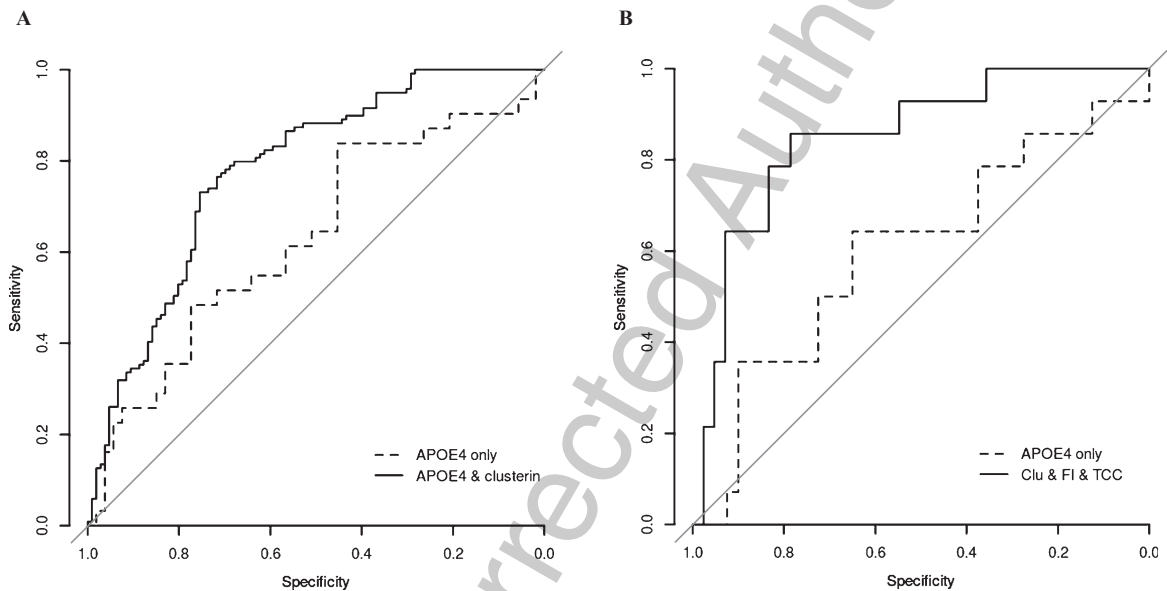 A
1.0
0.8
0.6
0.4
0.2
0.0
Sensitivity
APOE4 only
APOE4 & clusterin
1.0 0.8 0.6 0.4 0.2 0.0
Specificity
B
1.0
0.8
0.6
0.4
0.2
0.0
Sensitivity
APOE4 only
Clu & FI & TCC
1.0 0.8 0.6 0.4 0.2 0.0
Specificity
rrected Autho